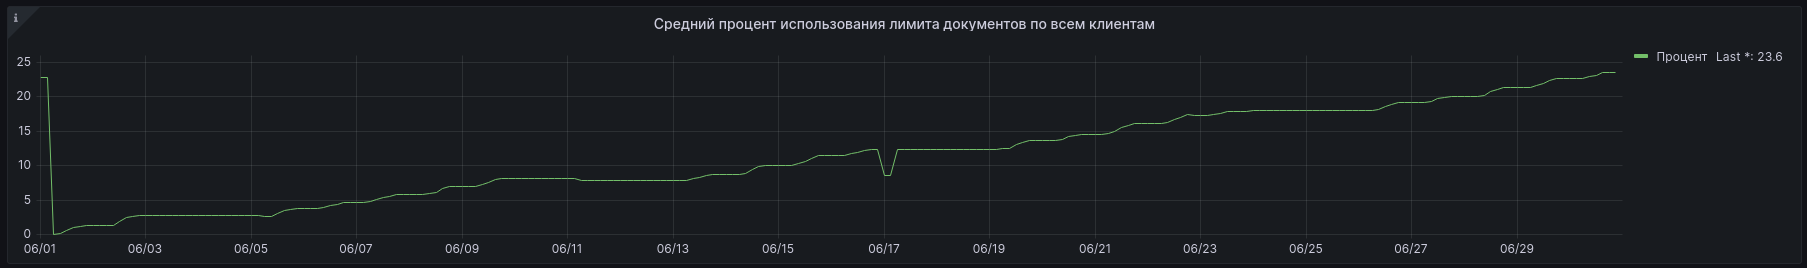 i
Средний процент использования лимита документов по всем клиентам
Процент Last *: 23.6
25
20
15
10
5
0
06/01 06/03 06/05 06/07 06/09 06/11 06/13 06/15 06/17 06/19 06/21 06/23 06/25 06/27 06/29